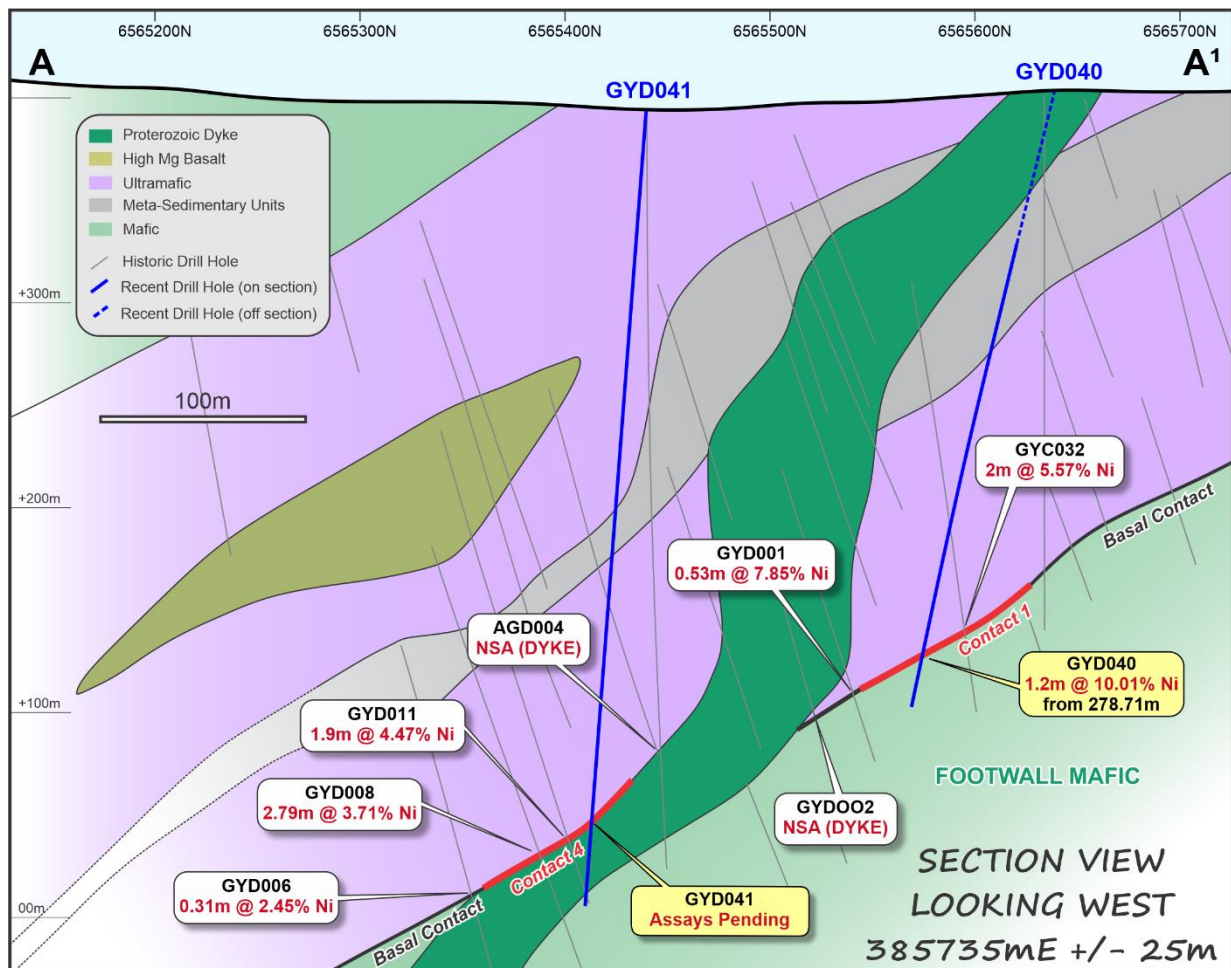 6565200N
6565300N
6565400N
6565500N
6565600N
6565700N
A
A¹
GYD041
GYD040
Proterozoic Dyke
High Mg Basalt
Ultramafic
Meta-Sedimentary Units
Mafic
Historic Drill Hole
Recent Drill Hole (on section)
Recent Drill Hole (off section)
+300m
100m
+200m
+100m
00m
GYC032
2m @ 5.57% Ni
Basal Contact
GYD001
0.53m @ 7.85% Ni
Contact 1
AGD004
NSA (DYKE)
GYD040
1.2m @ 10.01% Ni
from 278.71m
GYD011
1.9m @ 4.47% Ni
FOOTWALL MAFIC
GYD008
2.79m @ 3.71% Ni
GYDOO2
NSA (DYKE)
Contact 4
GYD006
0.31m @ 2.45% Ni
GYD041
Assays Pending
Basal Contact
SECTION VIEW
LOOKING WEST
385735mE +/- 25m